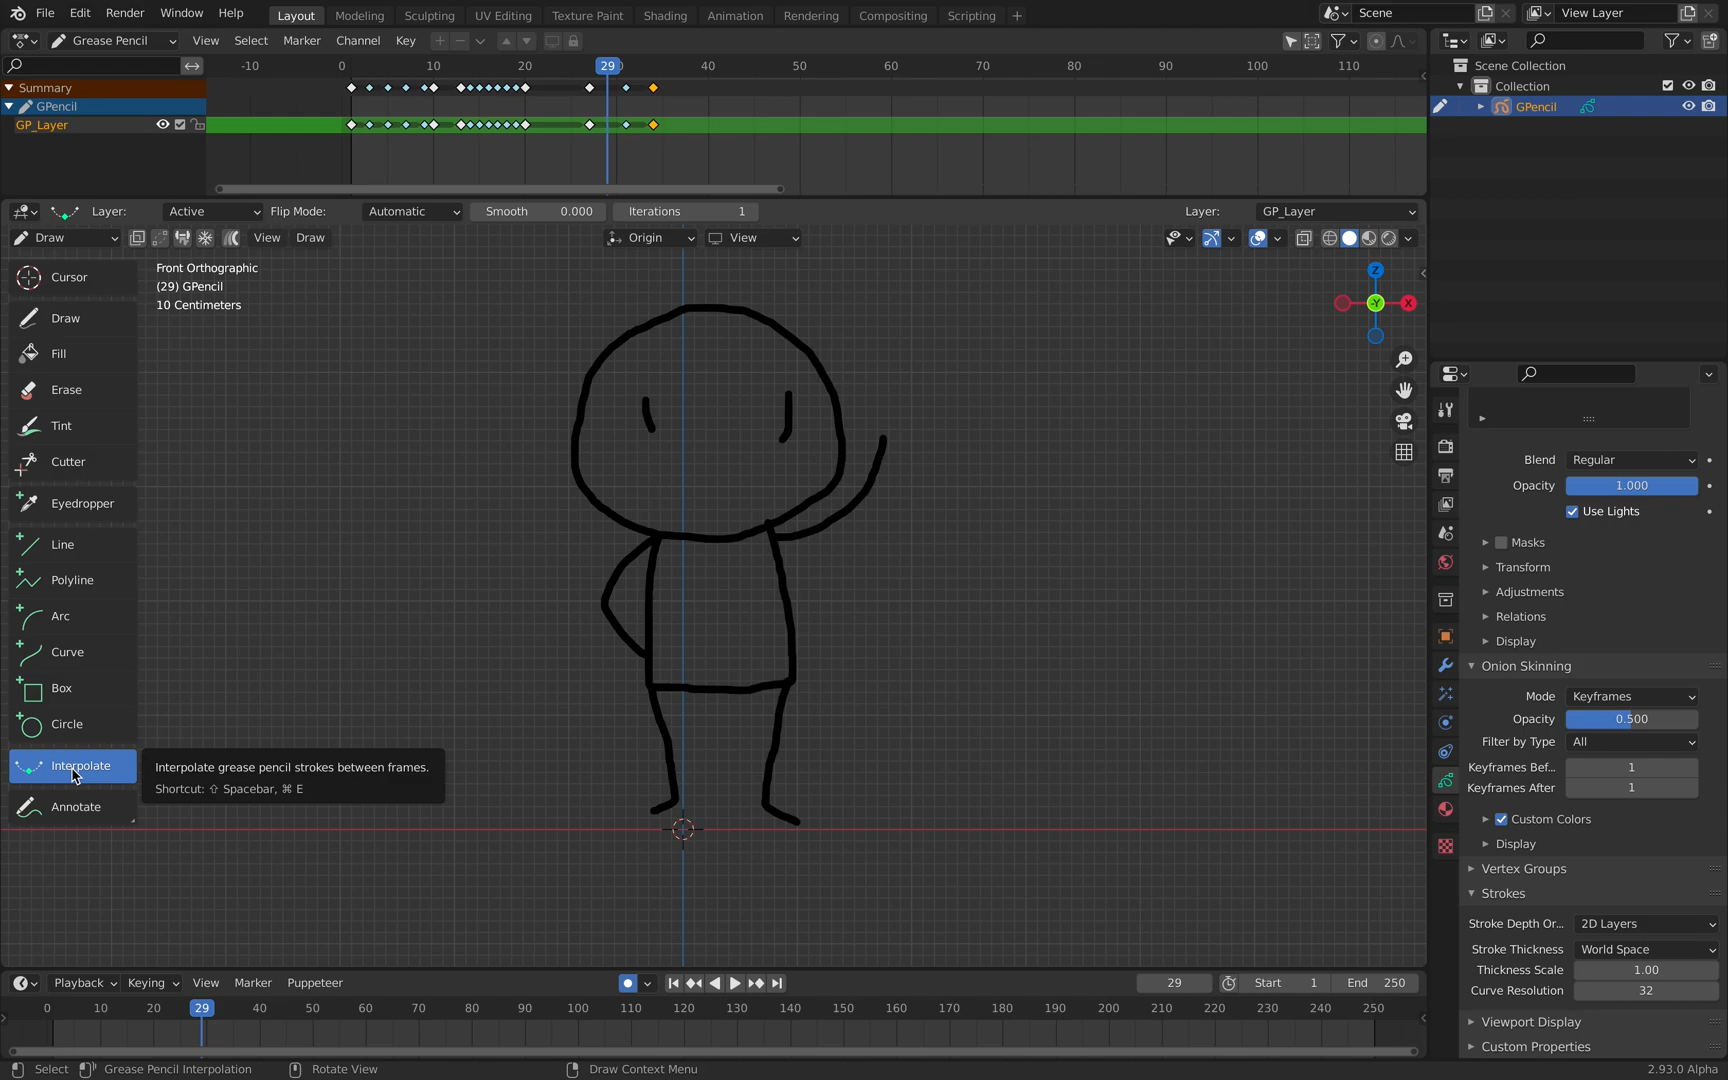 File Edit Render Window Help Layout Modeling Sculpting UV Editing Texture Paint Shading Animation Rendering Compositing Scripting + Scene View Layer
Grease Pencil View Select Marker Channel Key
-10 0 10 20 29 40 50 60 70 80 90 100 110
Summary
GPencil
GP_Layer
Scene Collection
Collection
GPencil
Layer: Active Flip Mode: Automatic Smooth 0.000 Iterations 1 Layer: GP_Layer
Draw View Draw Origin View
Front Orthographic
(29) GPencil
10 Centimeters
Z
-Y
X
Cursor
Draw
Fill
Erase
Tint
Cutter
Eyedropper
Line
Polyline
Arc
Curve
Box
Circle
Interpolate
Annotate
Interpolate grease pencil strokes between frames.
Shortcut: ⇧ Spacebar, ⌘ E
Blend Regular
Opacity 1.000
Use Lights
Masks
Transform
Adjustments
Relations
Display
Onion Skinning
Mode Keyframes
Opacity 0.500
Filter by Type All
Keyframes Bef... 1
Keyframes After 1
Custom Colors
Display
Vertex Groups
Strokes
Stroke Depth Or... 2D Layers
Stroke Thickness World Space
Thickness Scale 1.00
Curve Resolution 32
Viewport Display
Custom Properties
Playback Keying View Marker Puppeteer 29 Start 1 End 250
0 10 20 29 40 50 60 70 80 90 100 110 120 130 140 150 160 170 180 190 200 210 220 230 240 250
Select Grease Pencil Interpolation Rotate View Draw Context Menu 2.93.0 Alpha